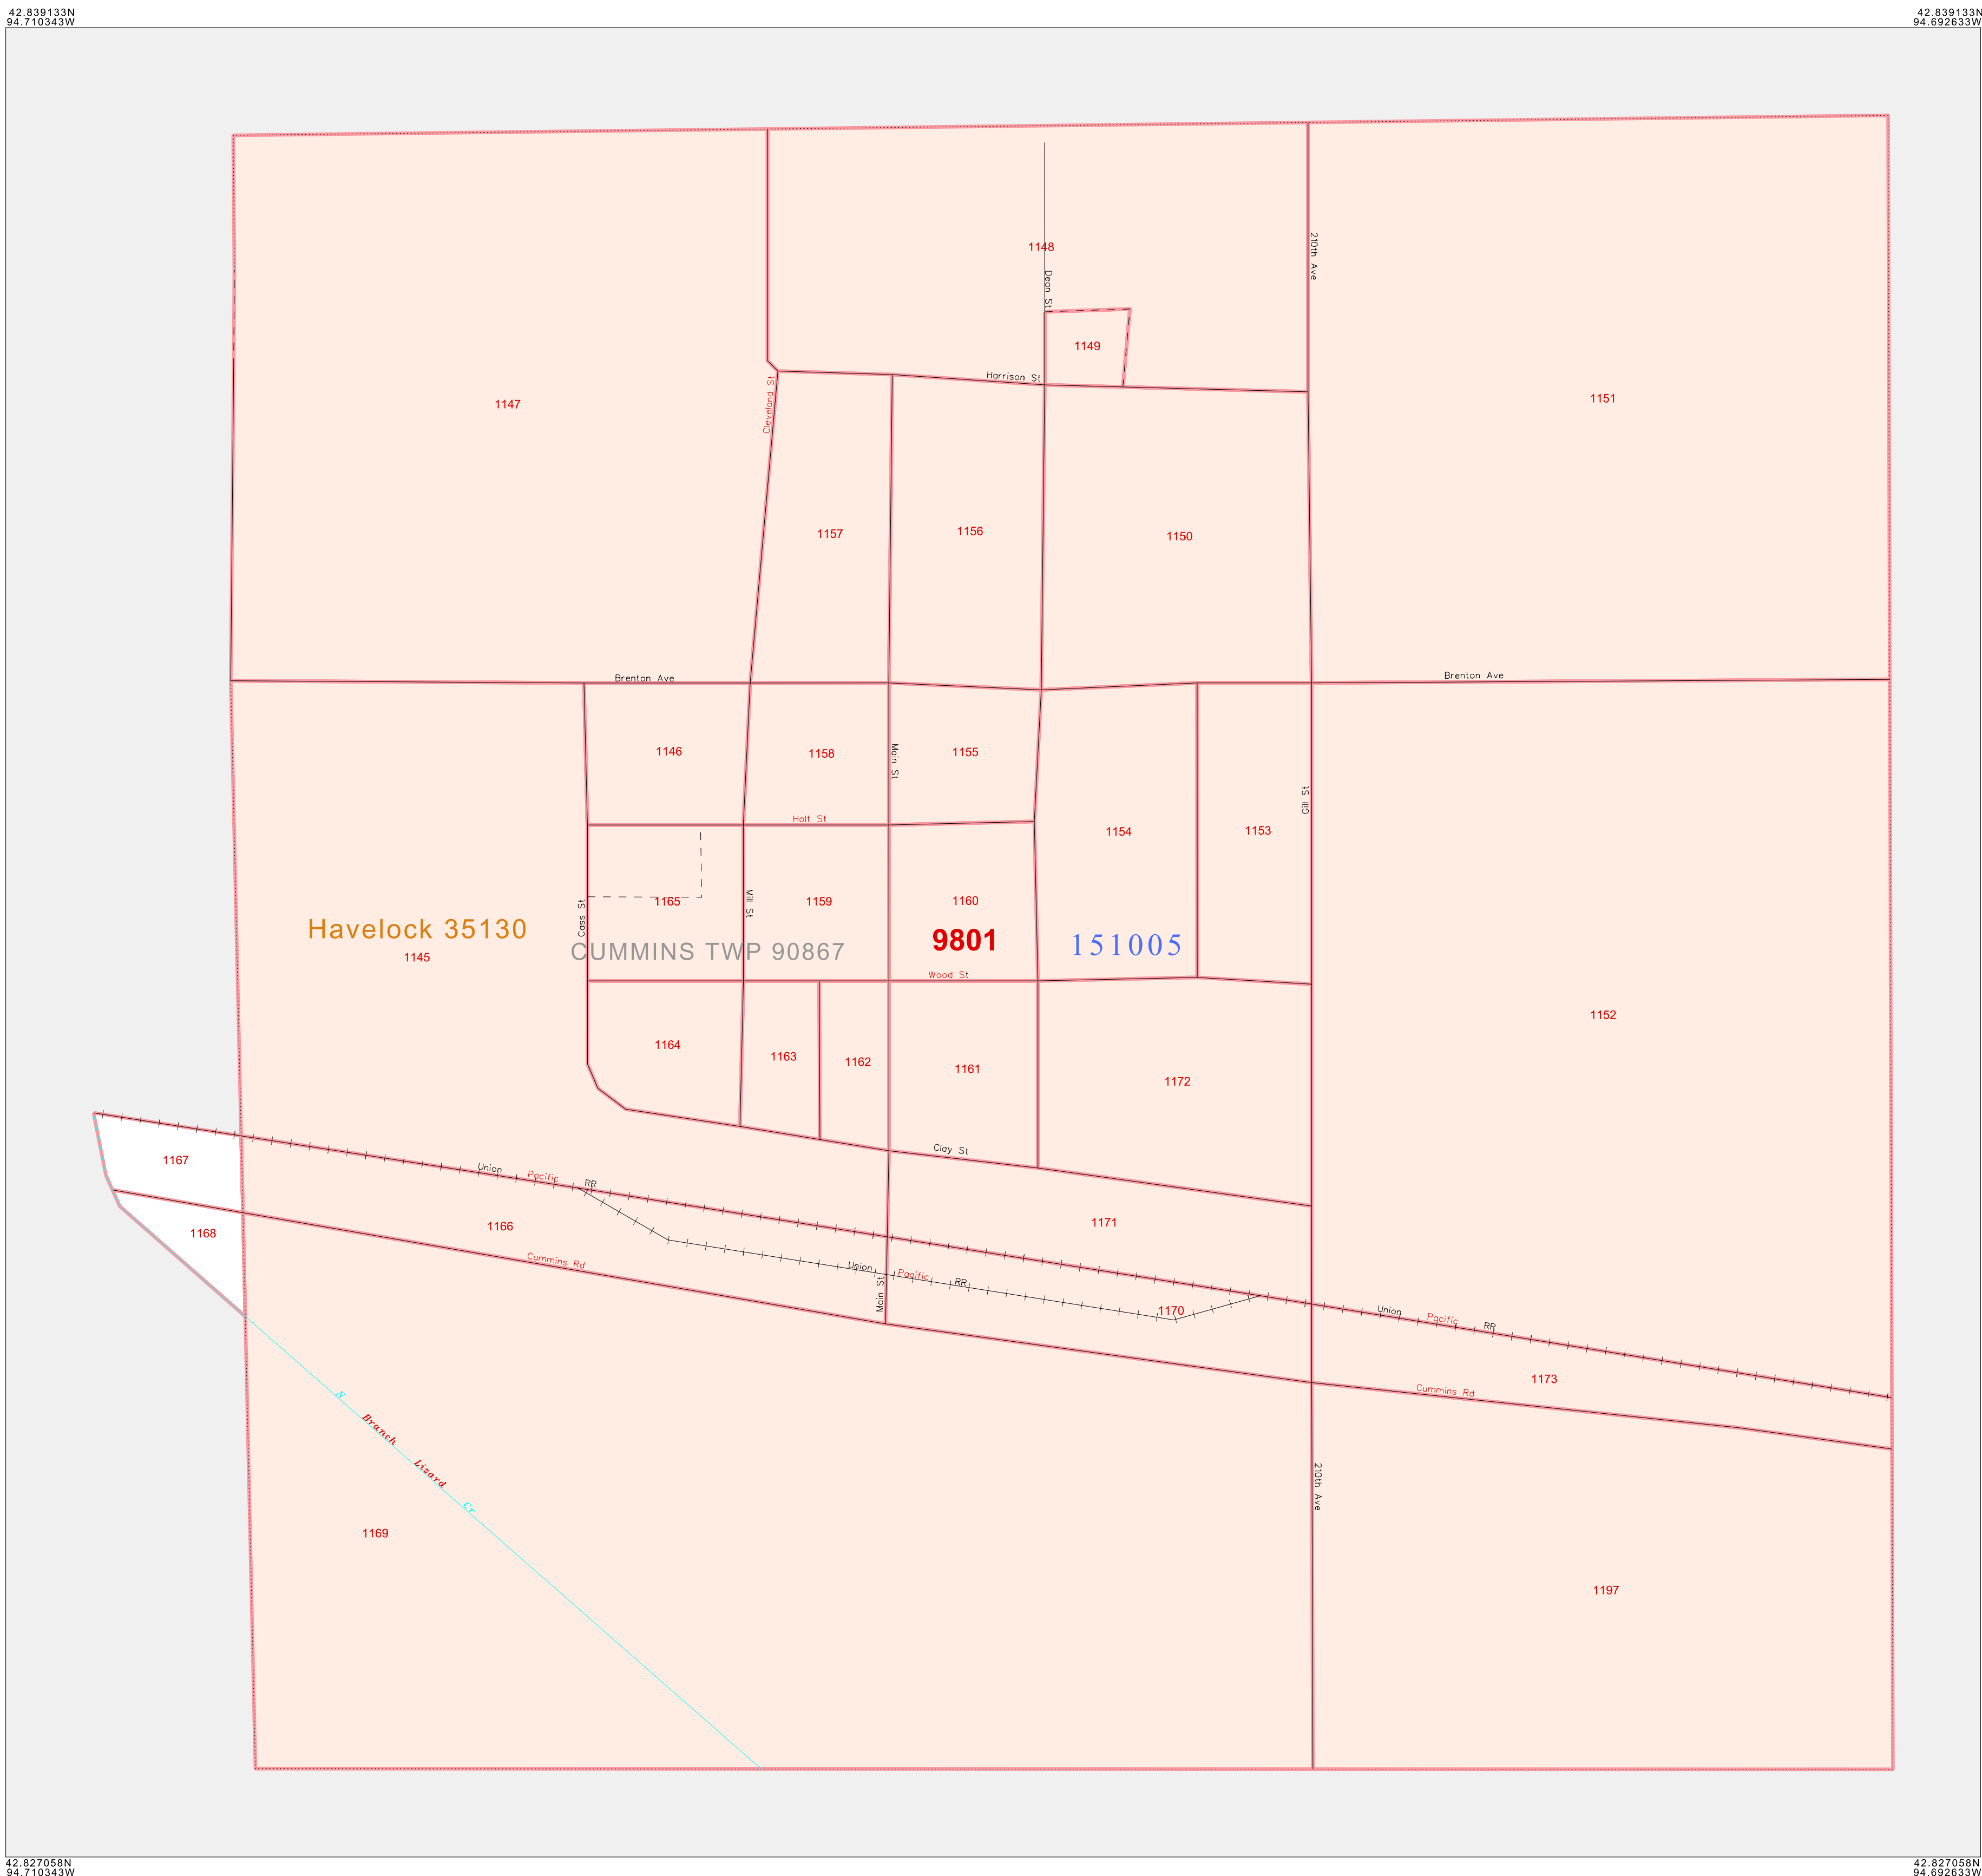 42.839133N
94.710343W
42.839133N
94.692633W
210th Ave
1148
Dean St
1149
Harrison St
Cleveland St
1147
1151
1157
1156
1150
Brenton Ave
Brenton Ave
1146
1158
Main St
1155
Gill St
Holt St
1154
1153
1165
Cass St
Mill St
1159
1160
Havelock 35130
CUMMINS TWP 90867
9801
151005
1145
Wood St
1152
1164
1163
1162
1161
1172
Clay St
1167
Union Pacific RR
1168
1166
1171
Cummins Rd
Union Pacific RR
Main St
1170
Union Pacific RR
1173
Cummins Rd
N Branch Lizard Cr
210th Ave
1169
1197
42.827058N
94.710343W
42.827058N
94.692633W